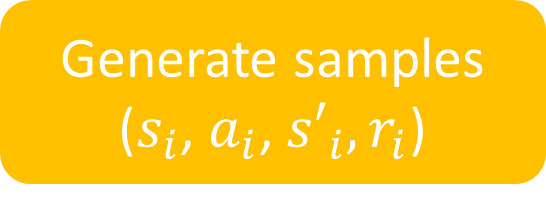 Generate samples
(sᵢ, aᵢ, s′ᵢ, rᵢ)